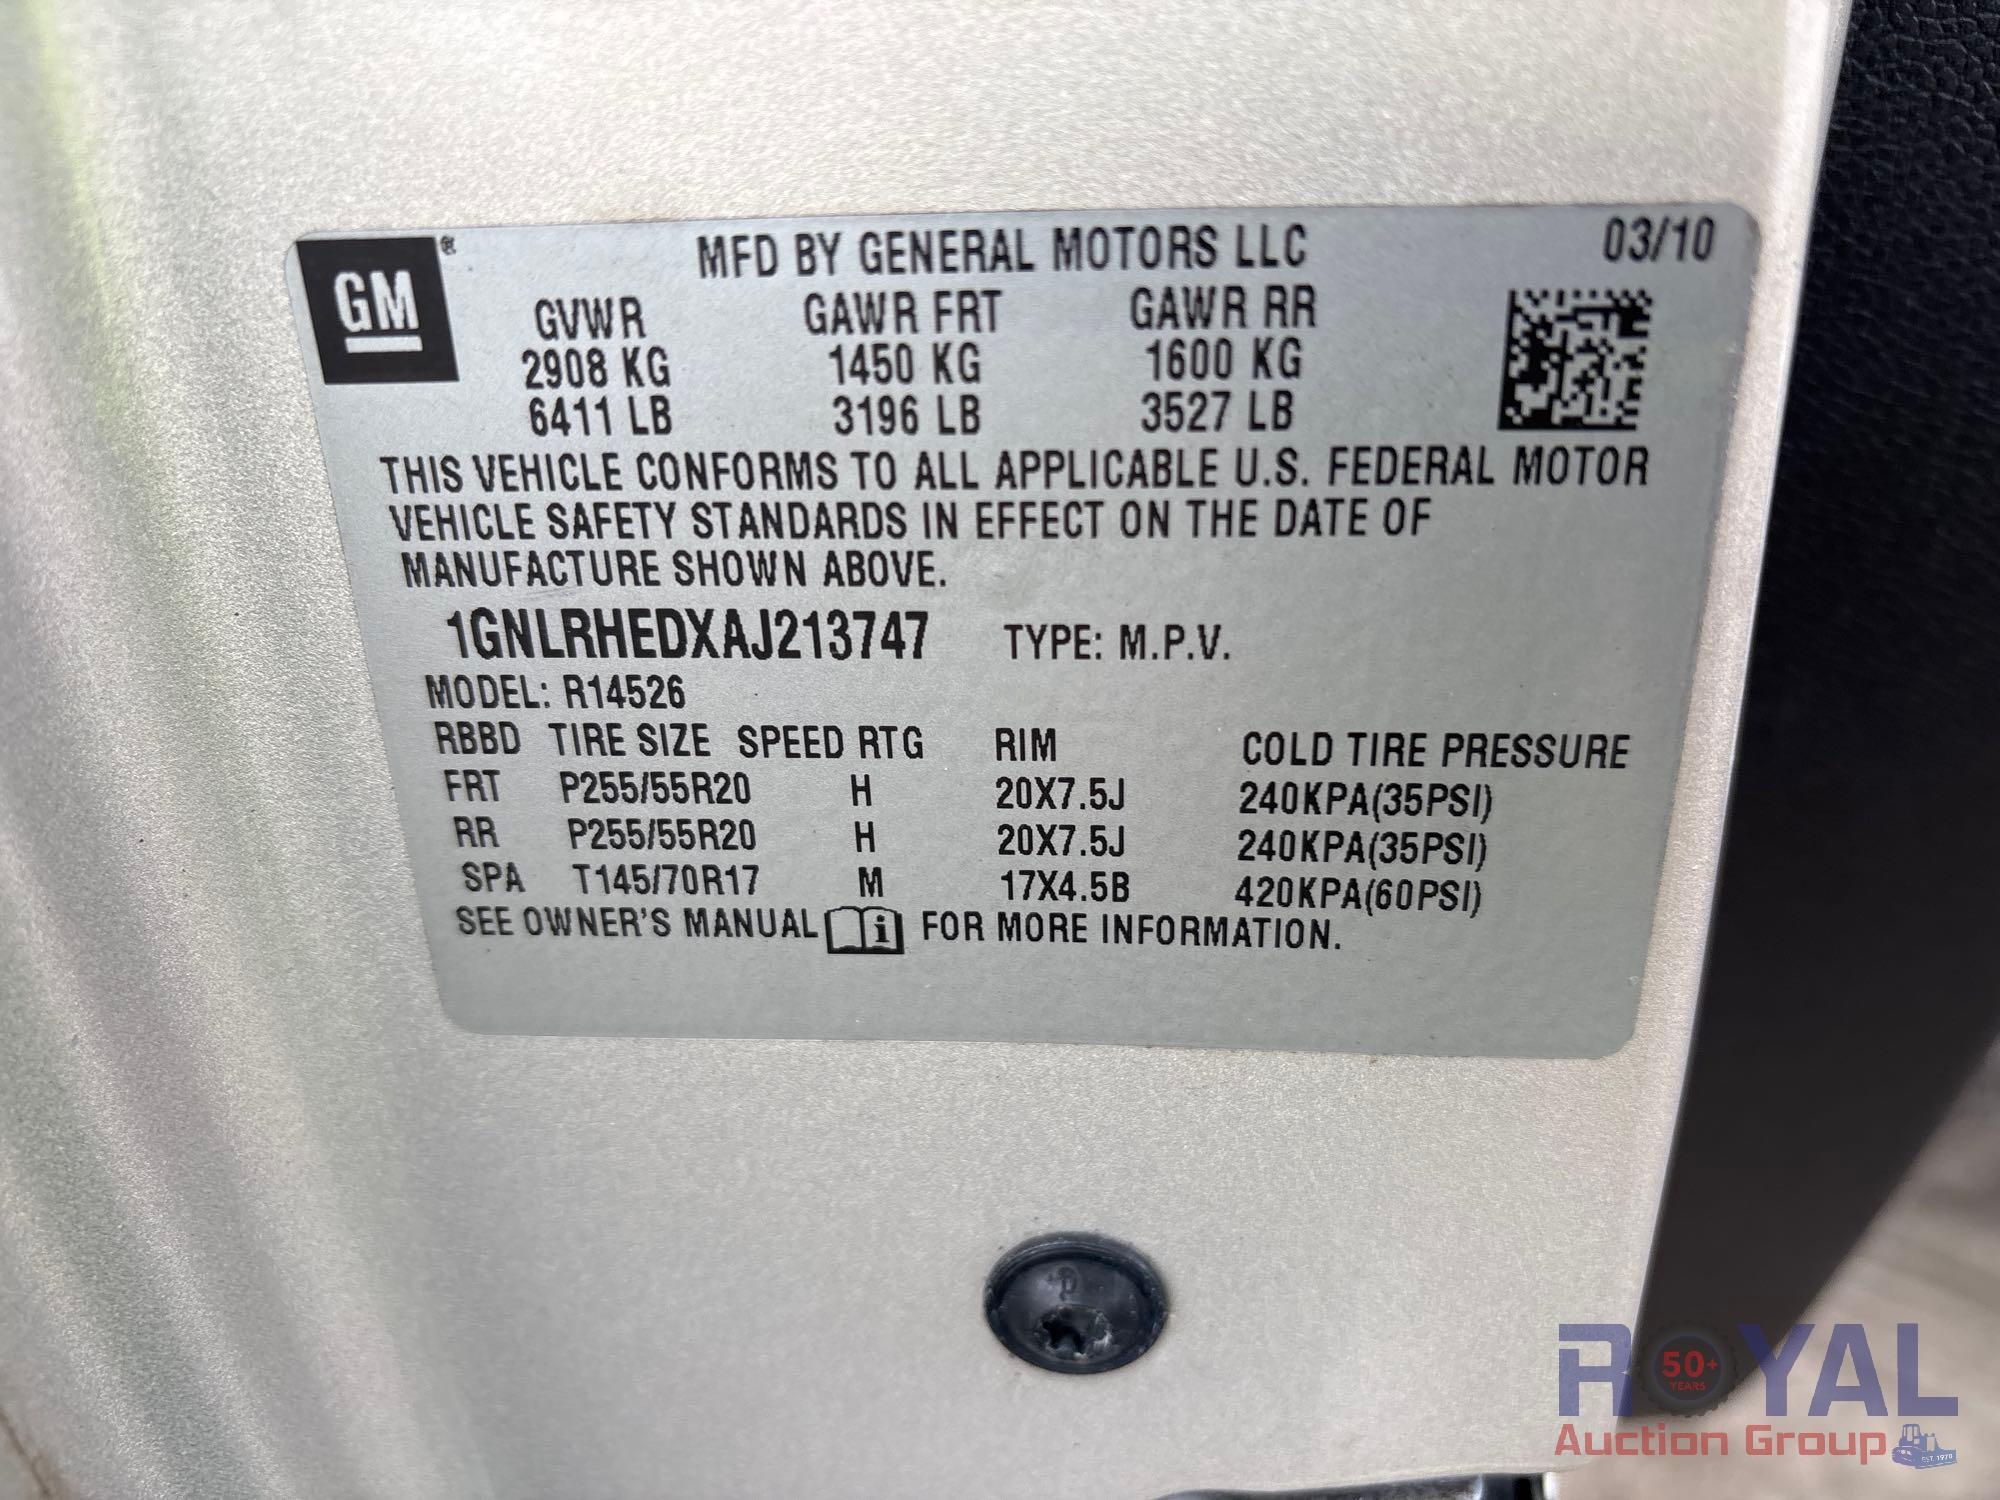 GM®
MFD BY GENERAL MOTORS LLC 03/10
GVWR GAWR FRT GAWR RR
2908 KG 1450 KG 1600 KG
6411 LB 3196 LB 3527 LB
THIS VEHICLE CONFORMS TO ALL APPLICABLE U.S. FEDERAL MOTOR
VEHICLE SAFETY STANDARDS IN EFFECT ON THE DATE OF
MANUFACTURE SHOWN ABOVE.
1GNLRHEDXAJ213747 TYPE: M.P.V.
MODEL: R14526
RBBD TIRE SIZE SPEED RTG RIM COLD TIRE PRESSURE
FRT P255/55R20 H 20X7.5J 240KPA(35PSI)
RR P255/55R20 H 20X7.5J 240KPA(35PSI)
SPA T145/70R17 M 17X4.5B 420KPA(60PSI)
SEE OWNER'S MANUAL i FOR MORE INFORMATION.
ROYAL
50+
YEARS
Auction Group
EST. 1970